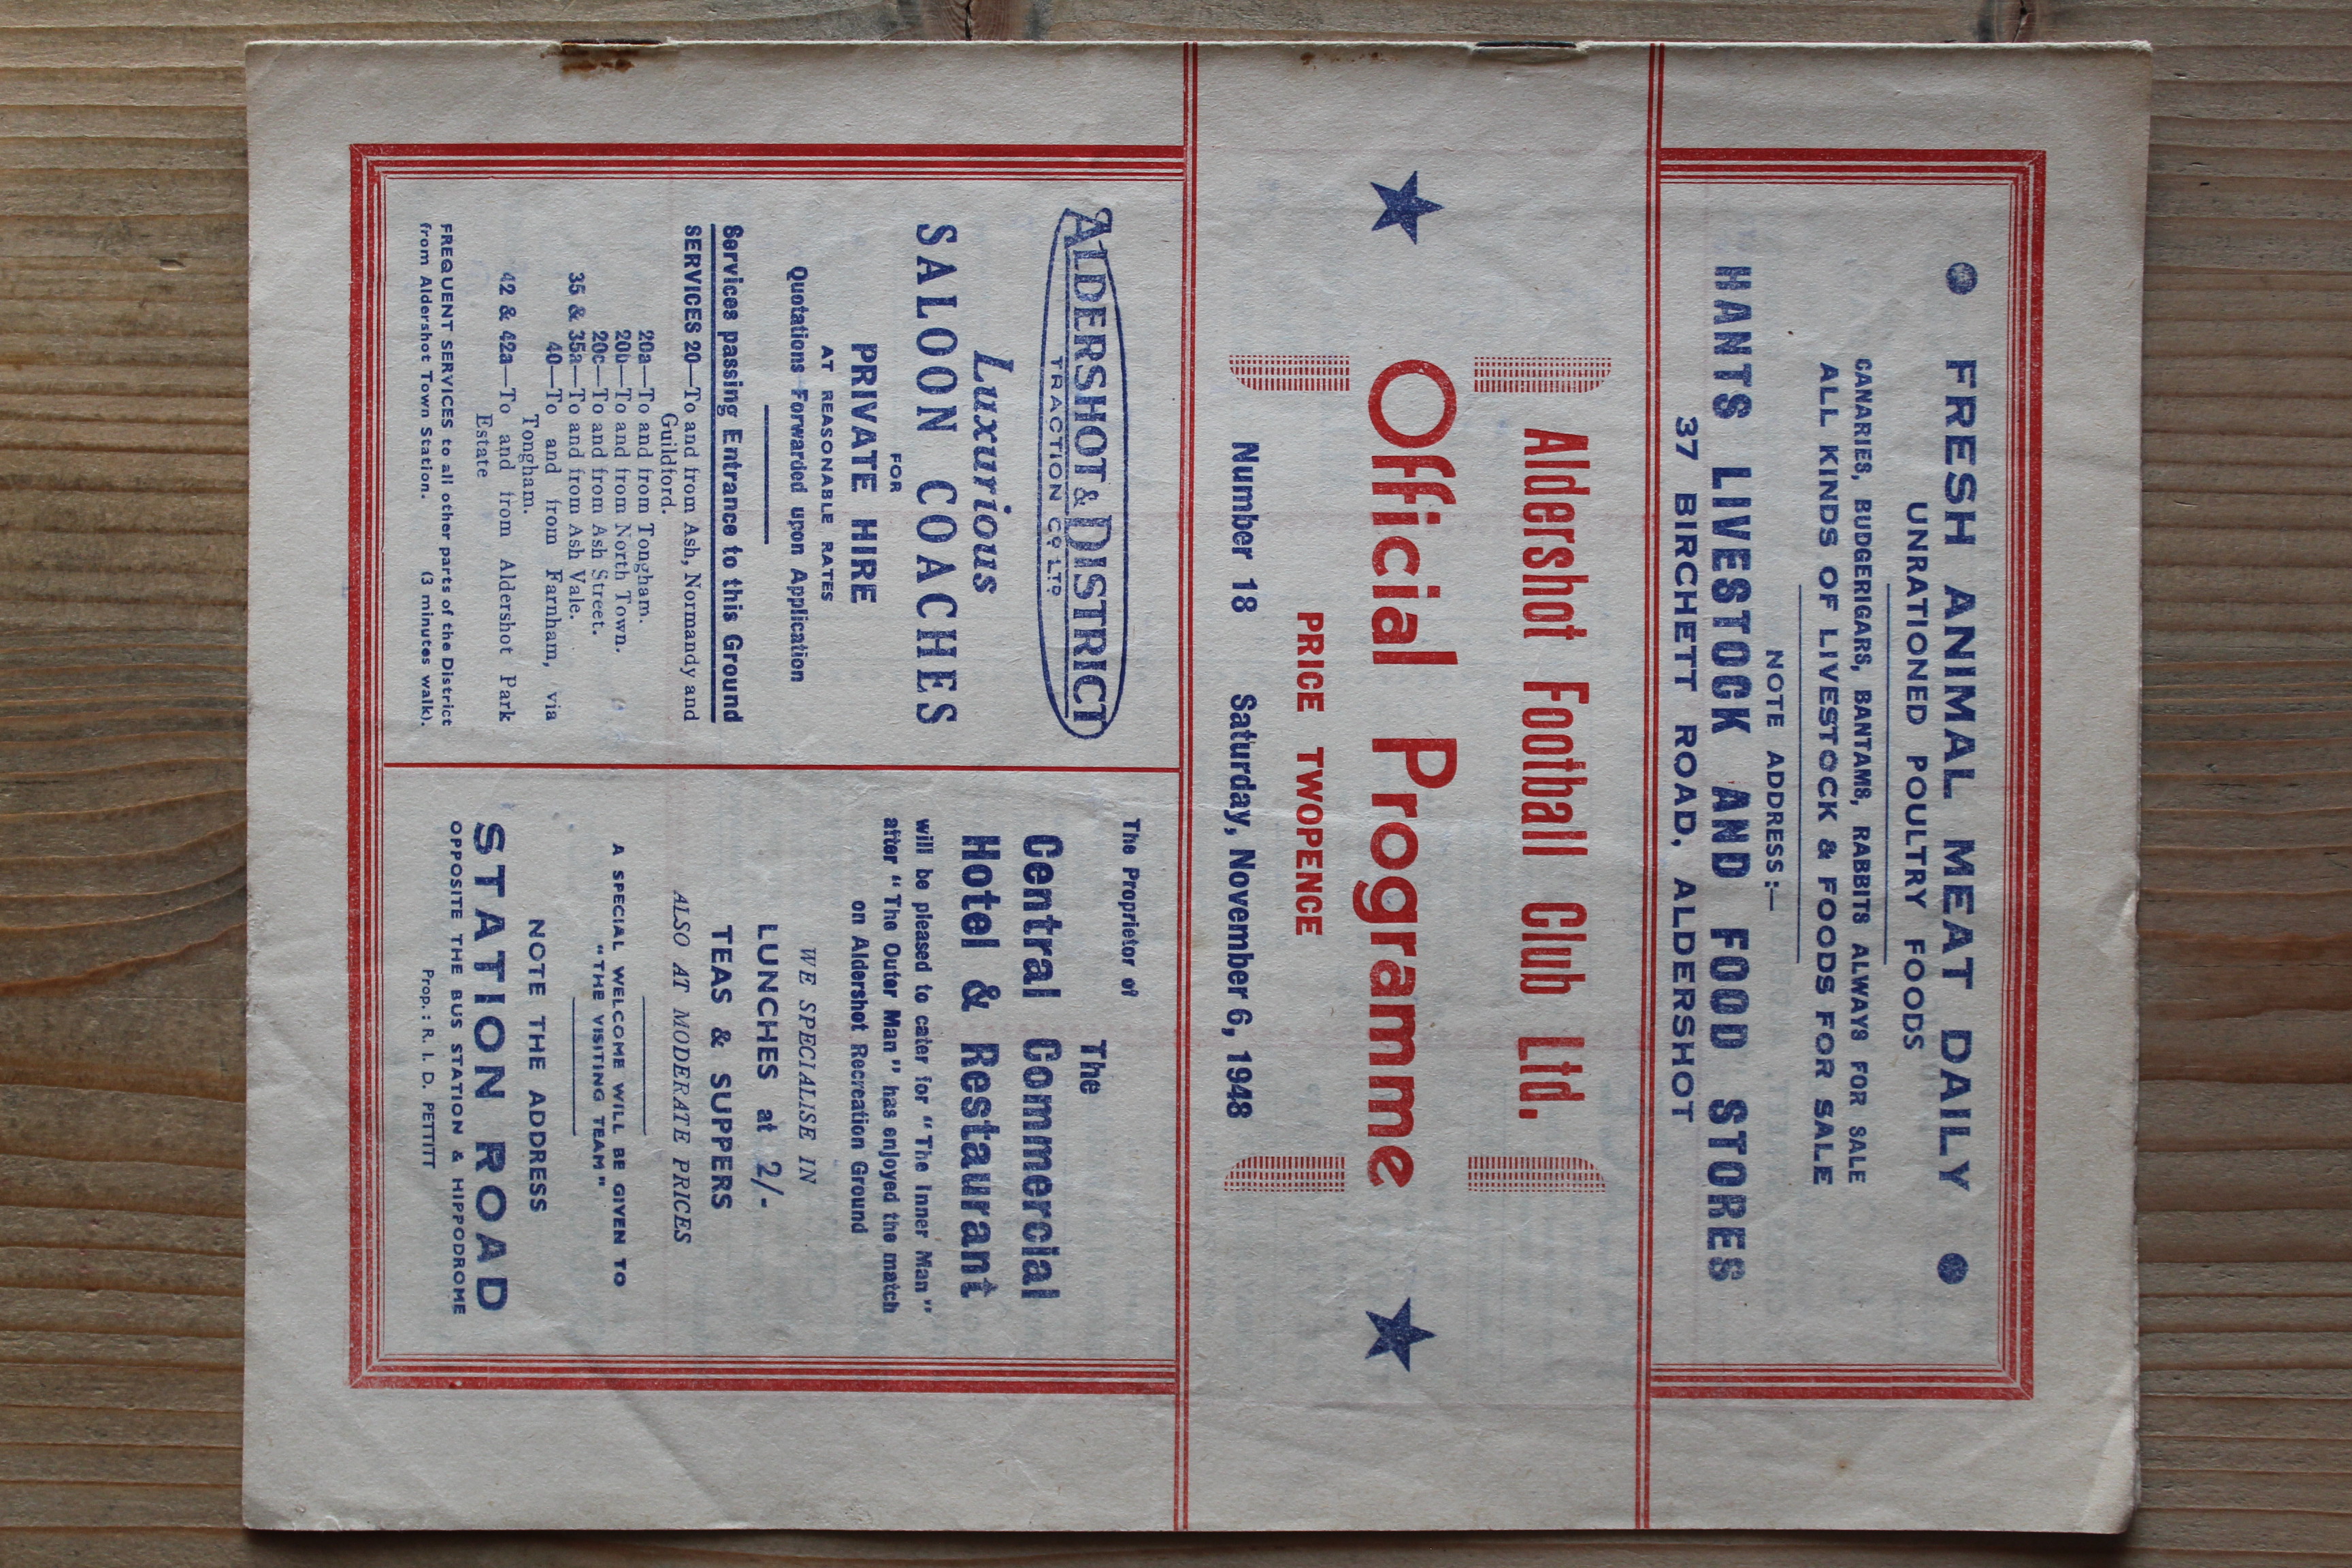 ● FRESH ANIMAL MEAT DAILY ●
UNRATIONED POULTRY FOODS
CANARIES, BUDGERIGARS, BANTAMS, RABBITS ALWAYS FOR SALE
ALL KINDS OF LIVESTOCK & FOODS FOR SALE
NOTE ADDRESS:—
HANTS LIVESTOCK AND FOOD STORES
37 BIRCHETT ROAD, ALDERSHOT
Aldershot Football Club Ltd.
Official Programme
PRICE TWOPENCE
Number 18 Saturday, November 6, 1948
ALDERSHOT & DISTRICT
TRACTION CO LTD
Luxurious
SALOON COACHES
FOR
PRIVATE HIRE
AT REASONABLE RATES
Quotations Forwarded upon Application
Services passing Entrance to this Ground
SERVICES 20—To and from Ash, Normandy and
Guildford.
20a—To and from Tongham.
20b—To and from North Town.
20c—To and from Ash Street.
35 & 35a—To and from Ash Vale.
40—To and from Farnham, via
Tongham.
42 & 42a—To and from Aldershot Park
Estate
FREQUENT SERVICES to all other parts of the District
from Aldershot Town Station. (3 minutes walk).
The Proprietor of
The
Central Commercial
Hotel & Restaurant
will be pleased to cater for "The Inner Man"
after "The Outer Man" has enjoyed the match
on Aldershot Recreation Ground
WE SPECIALISE IN
LUNCHES at 2/-
TEAS & SUPPERS
ALSO AT MODERATE PRICES
A SPECIAL WELCOME WILL BE GIVEN TO
"THE VISITING TEAM"
NOTE THE ADDRESS
STATION ROAD
OPPOSITE THE BUS STATION & HIPPODROME
Prop.: R. I. D. PETTITT